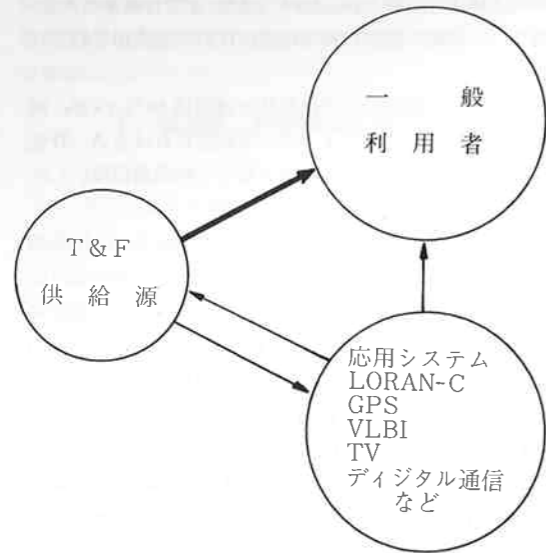 一般
利用者
T&F
供給源
応用システム
LORAN-C
GPS
VLBI
TV
ディジタル通信
など